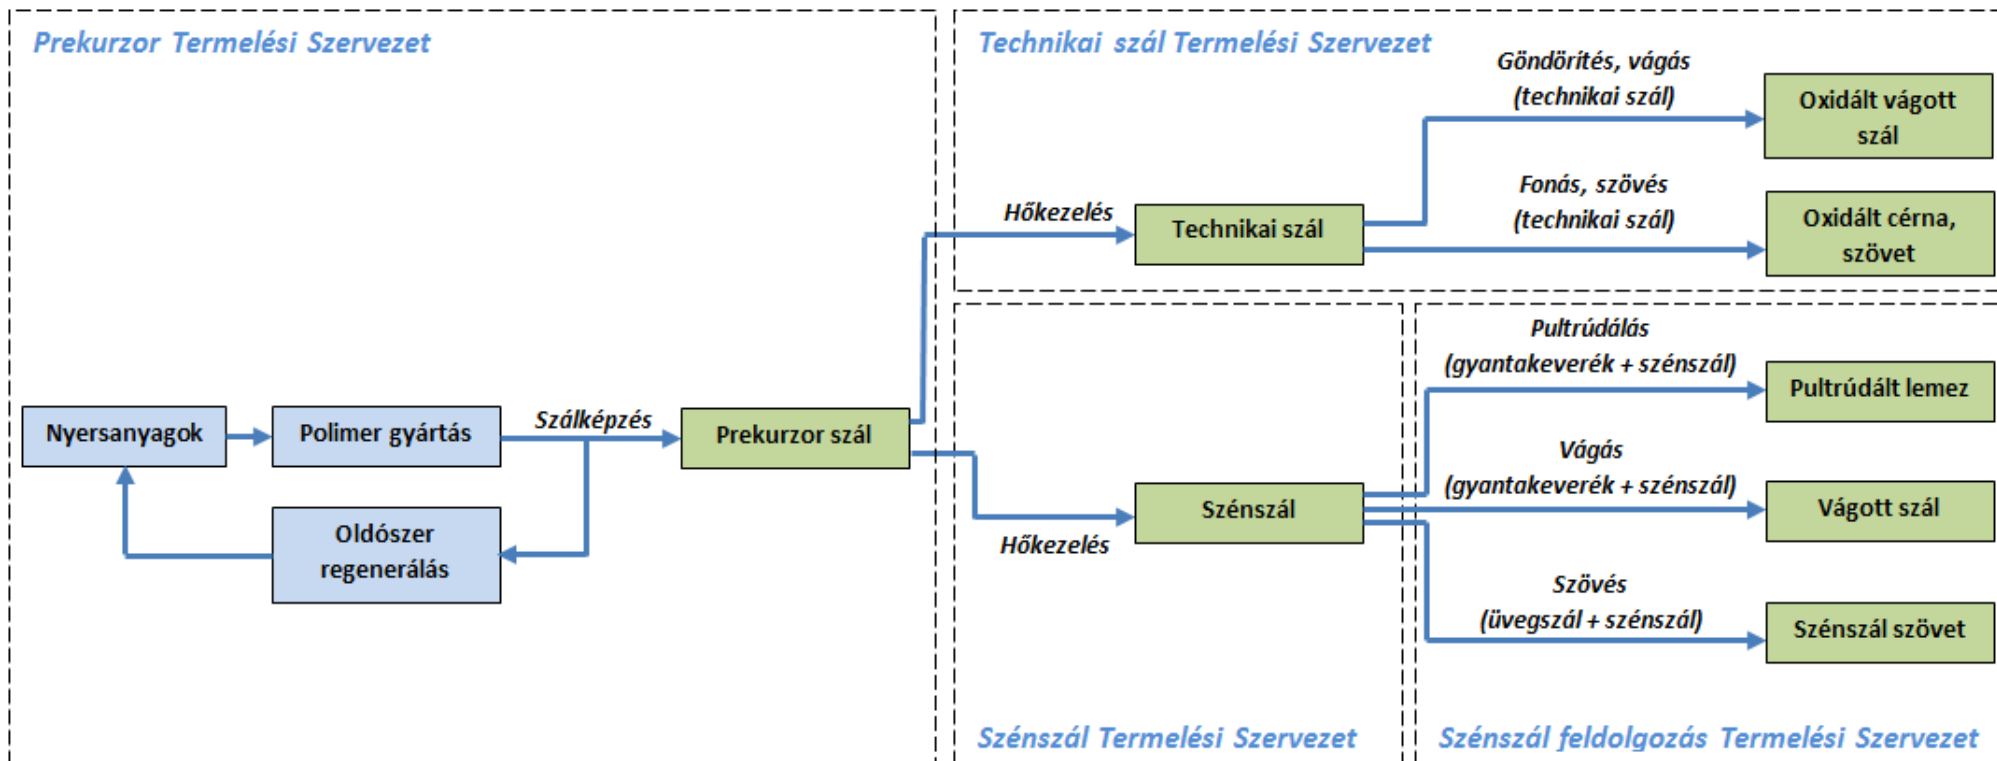 Prekurzor Termelési Szervezet
Nyersanyagok
Polimer gyártás
Szálképzés
Prekurzor szál
Oldószer
regenerálás
Technikai szál Termelési Szervezet
Hőkezelés
Technikai szál
Göndörítés, vágás
(technikai szál)
Oxidált vágott
szál
Fonás, szövés
(technikai szál)
Oxidált cérna,
szövet
Hőkezelés
Szénszál
Szénszál Termelési Szervezet
Pultrúdálás
(gyantakeverék + szénszál)
Pultrúdált lemez
Vágás
(gyantakeverék + szénszál)
Vágott szál
Szövés
(üvegszál + szénszál)
Szénszál szövet
Szénszál feldolgozás Termelési Szervezet